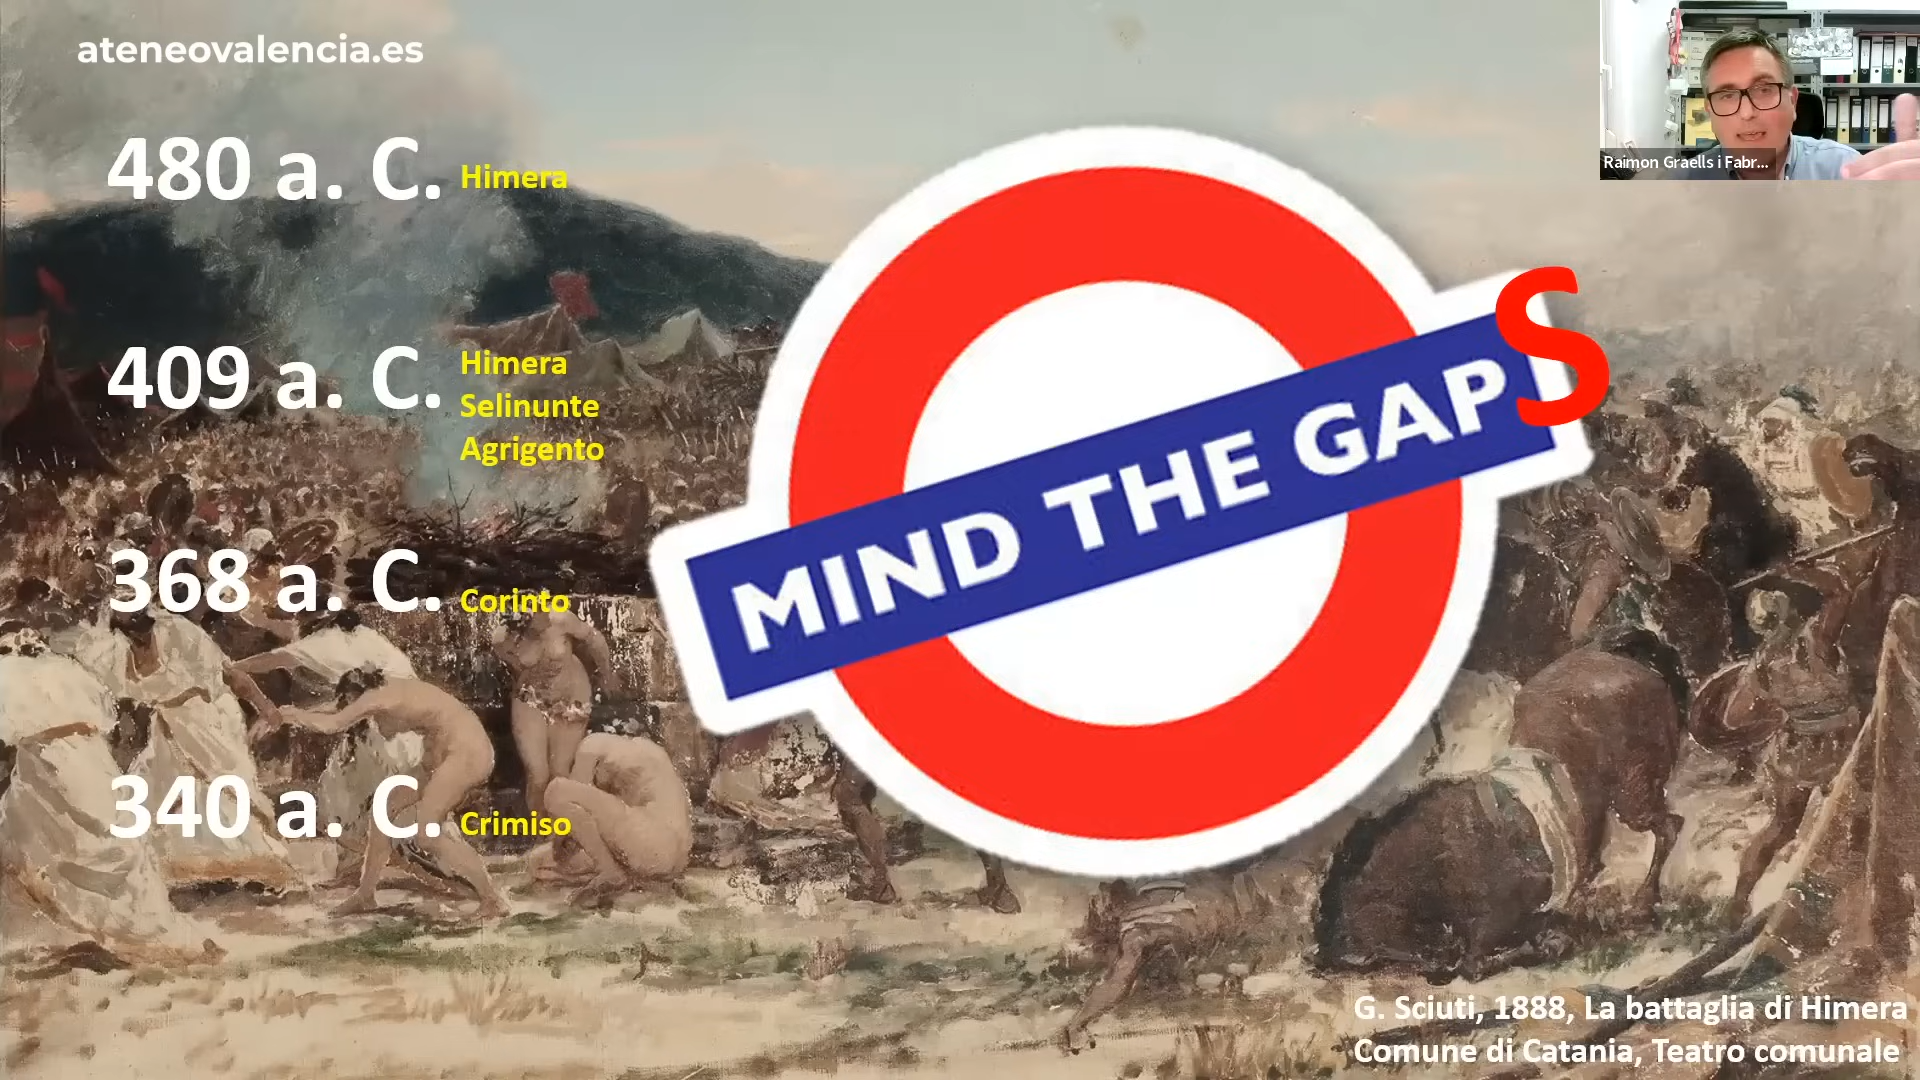 ateneovalencia.es
480 a. C. Himera
409 a. C. Himera
Selinunte
Agrigento
368 a. C. Corinto
340 a. C. Crimiso
MIND THE GAPS
Raimon Graells i Fabr...
G. Sciuti, 1888, La battaglia di Himera
Comune di Catania, Teatro comunale